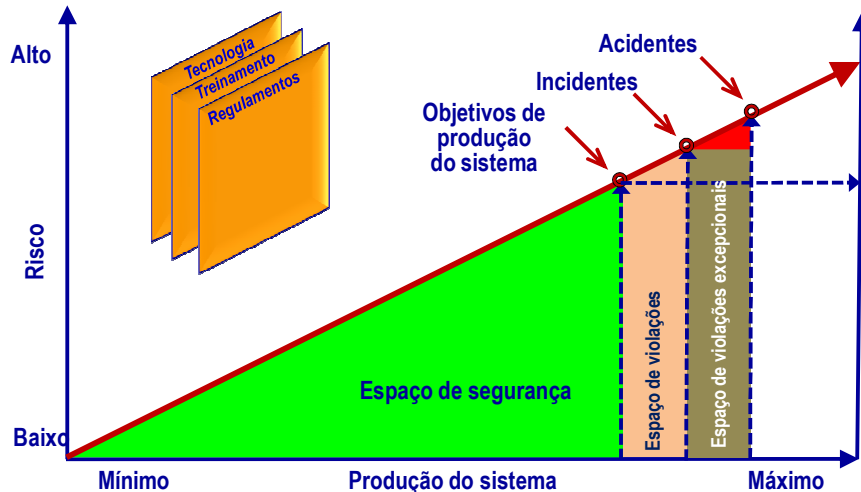 Alto
Tecnologia
Treinamento
Regulamentos
Acidentes
Incidentes
Objetivos de
produção
do sistema
Risco
Espaço de segurança
Espaço de violações
Espaço de violações excepcionais
Baixo
Mínimo
Produção do sistema
Máximo